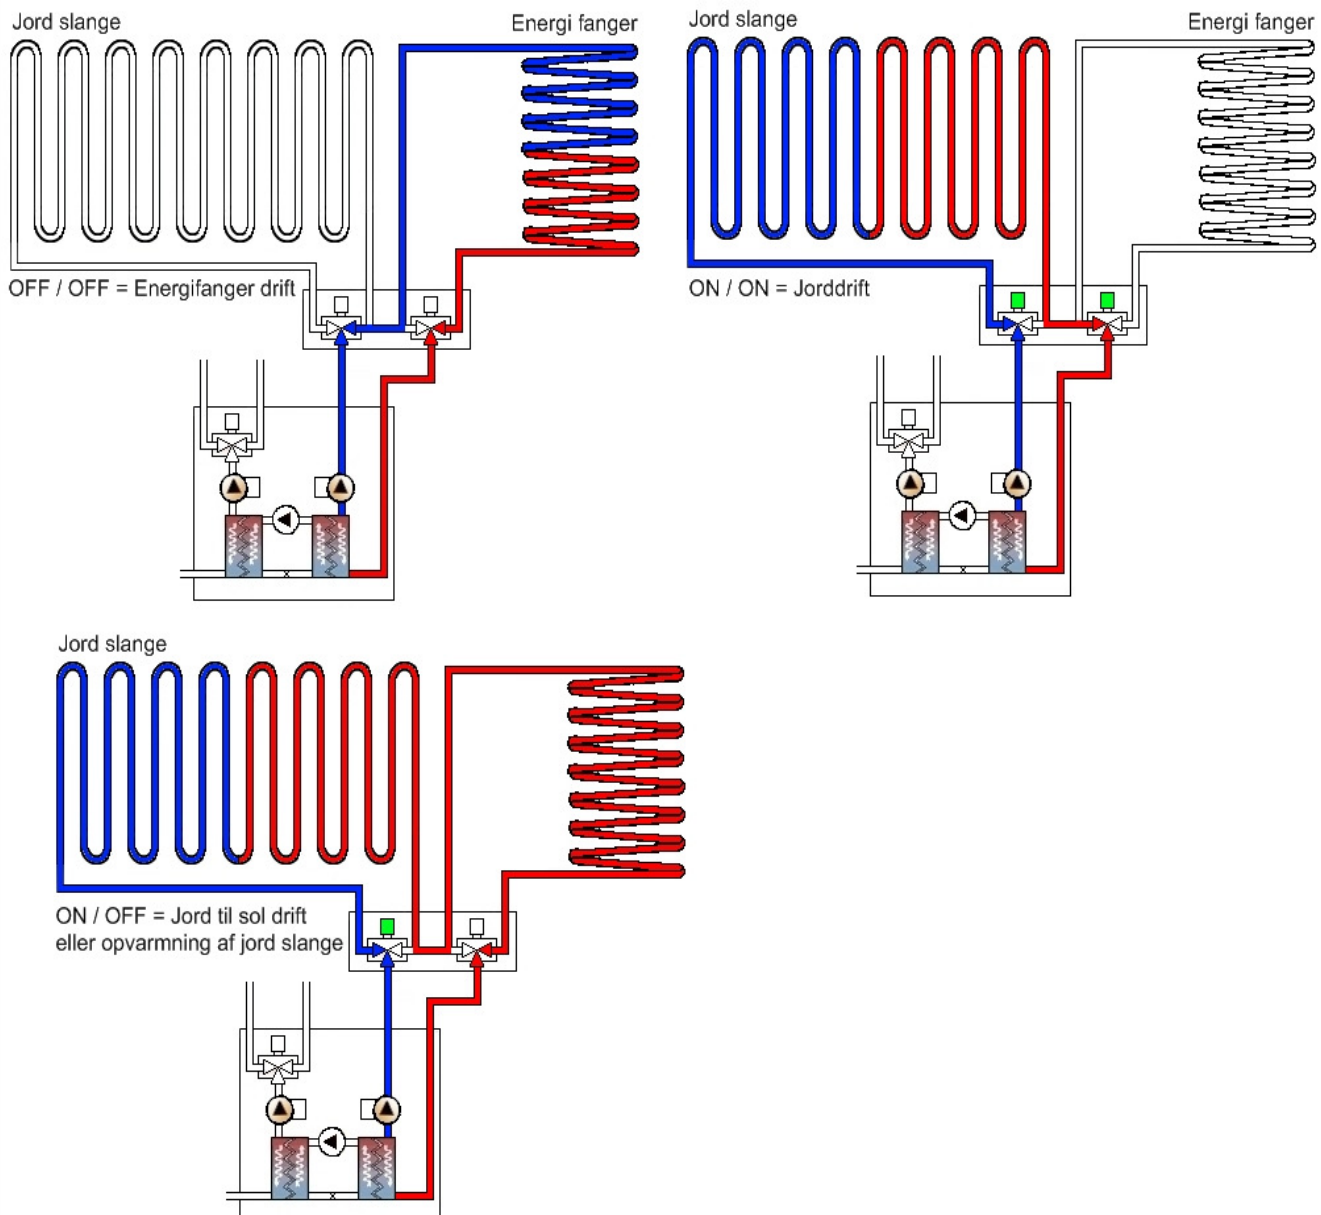 Jord slange
Energi fanger
OFF / OFF = Energifanger drift
Jord slange
Energi fanger
ON / ON = Jorddrift
Jord slange
ON / OFF = Jord til sol drift
eller opvarmning af jord slange